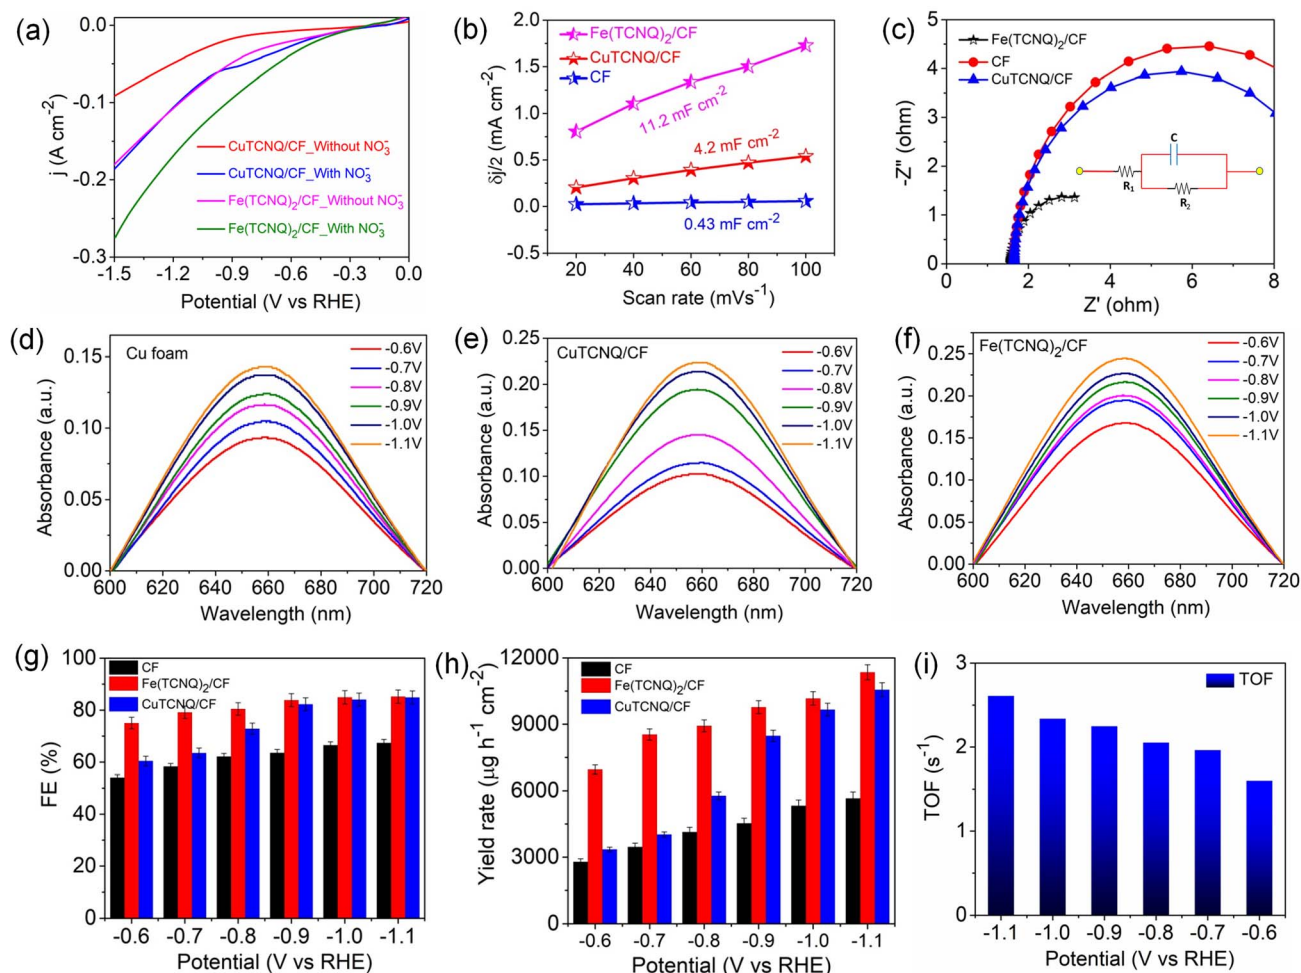 (a)
0.0
-0.1
-0.2
-0.3
j (A cm⁻²)
CuTCNQ/CF_Without NO₃⁻
CuTCNQ/CF_With NO₃⁻
Fe(TCNQ)₂/CF_Without NO₃⁻
Fe(TCNQ)₂/CF_With NO₃⁻
-1.5 -1.2 -0.9 -0.6 -0.3 0.0
Potential (V vs RHE)
(b)
2.5
2.0
1.5
1.0
0.5
0.0
-0.5
δj/2 (mA cm⁻²)
Fe(TCNQ)₂/CF
CuTCNQ/CF
CF
11.2 mF cm⁻²
4.2 mF cm⁻²
0.43 mF cm⁻²
20 40 60 80 100
Scan rate (mVs⁻¹)
(c)
5
4
3
2
1
0
-Z'' (ohm)
Fe(TCNQ)₂/CF
CF
CuTCNQ/CF
C
R₁
R₂
0 2 4 6 8
Z' (ohm)
(d)
0.15
0.10
0.05
0.00
Absorbance (a.u.)
Cu foam
-0.6V
-0.7V
-0.8V
-0.9V
-1.0V
-1.1V
600 620 640 660 680 700 720
Wavelength (nm)
(e)
0.25
0.20
0.15
0.10
0.05
0.00
Absorbance (a.u.)
CuTCNQ/CF
-0.6V
-0.7V
-0.8V
-0.9V
-1.0V
-1.1V
600 620 640 660 680 700 720
Wavelength (nm)
(f)
0.25
0.20
0.15
0.10
0.05
0.00
Absorbance (a.u.)
Fe(TCNQ)₂/CF
-0.6V
-0.7V
-0.8V
-0.9V
-1.0V
-1.1V
600 620 640 660 680 700 720
Wavelength (nm)
(g)
100
80
60
40
20
0
FE (%)
CF
Fe(TCNQ)₂/CF
CuTCNQ/CF
-0.6 -0.7 -0.8 -0.9 -1.0 -1.1
Potential (V vs RHE)
(h)
12000
9000
6000
3000
0
Yield rate (µg h⁻¹ cm⁻²)
CF
Fe(TCNQ)₂/CF
CuTCNQ/CF
-0.6 -0.7 -0.8 -0.9 -1.0 -1.1
Potential (V vs RHE)
(i)
3
2
1
0
TOF (s⁻¹)
TOF
-1.1 -1.0 -0.9 -0.8 -0.7 -0.6
Potential (V vs RHE)